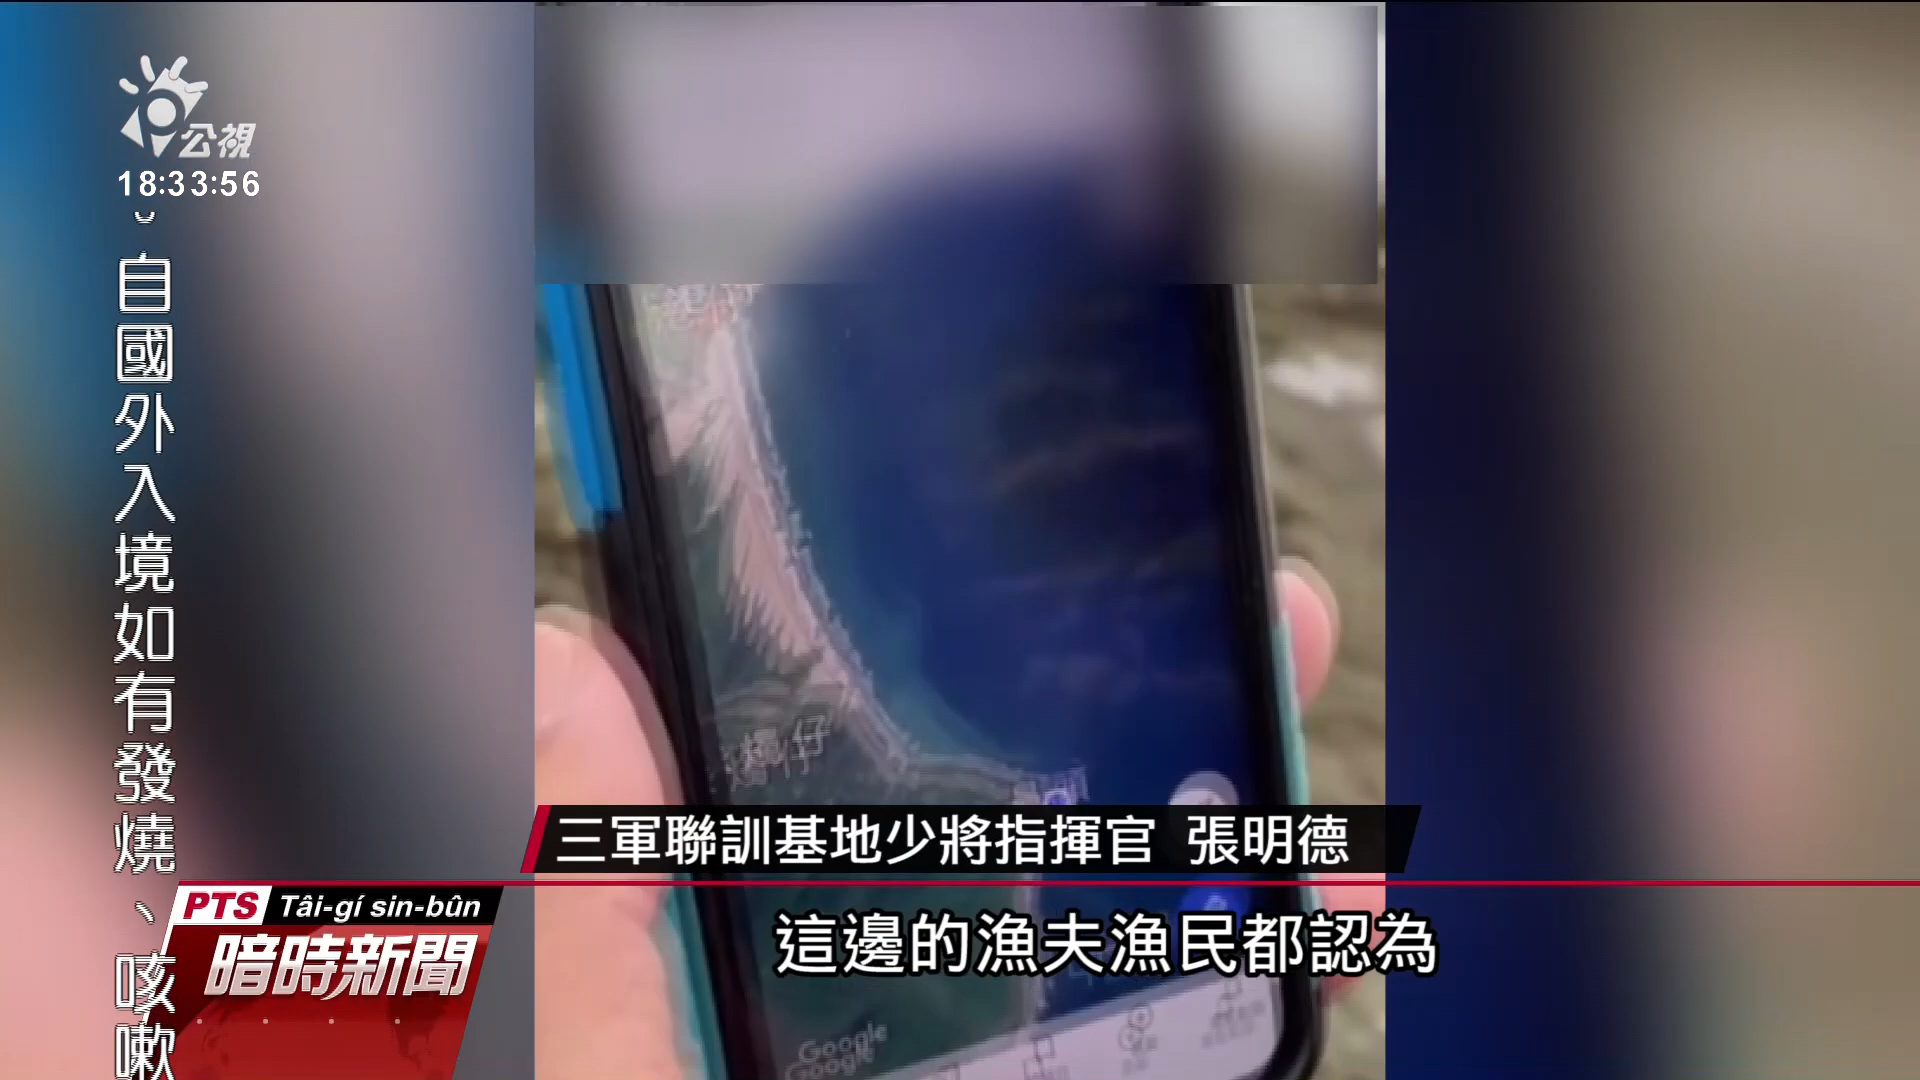 公視
18:33:56
。自國外入境如有發燒、咳嗽
仔
Google
三軍聯訓基地少將指揮官 張明德
PTS Tâi-gí sin-bûn
暗時新聞
這邊的漁夫漁民都認為